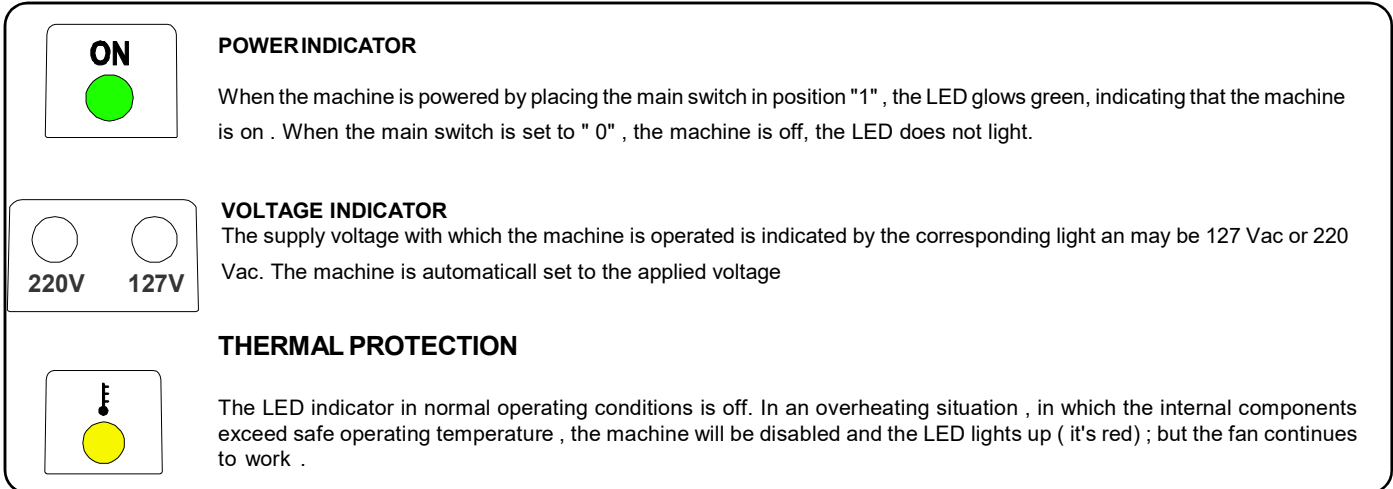 ON
POWER INDICATOR
When the machine is powered by placing the main switch in position "1" , the LED glows green, indicating that the machine
is on . When the main switch is set to " 0" , the machine is off, the LED does not light.
220V 127V
VOLTAGE INDICATOR
The supply voltage with which the machine is operated is indicated by the corresponding light an may be 127 Vac or 220
Vac. The machine is automaticall set to the applied voltage
THERMAL PROTECTION
The LED indicator in normal operating conditions is off. In an overheating situation , in which the internal components
exceed safe operating temperature , the machine will be disabled and the LED lights up ( it's red) ; but the fan continues
to work .